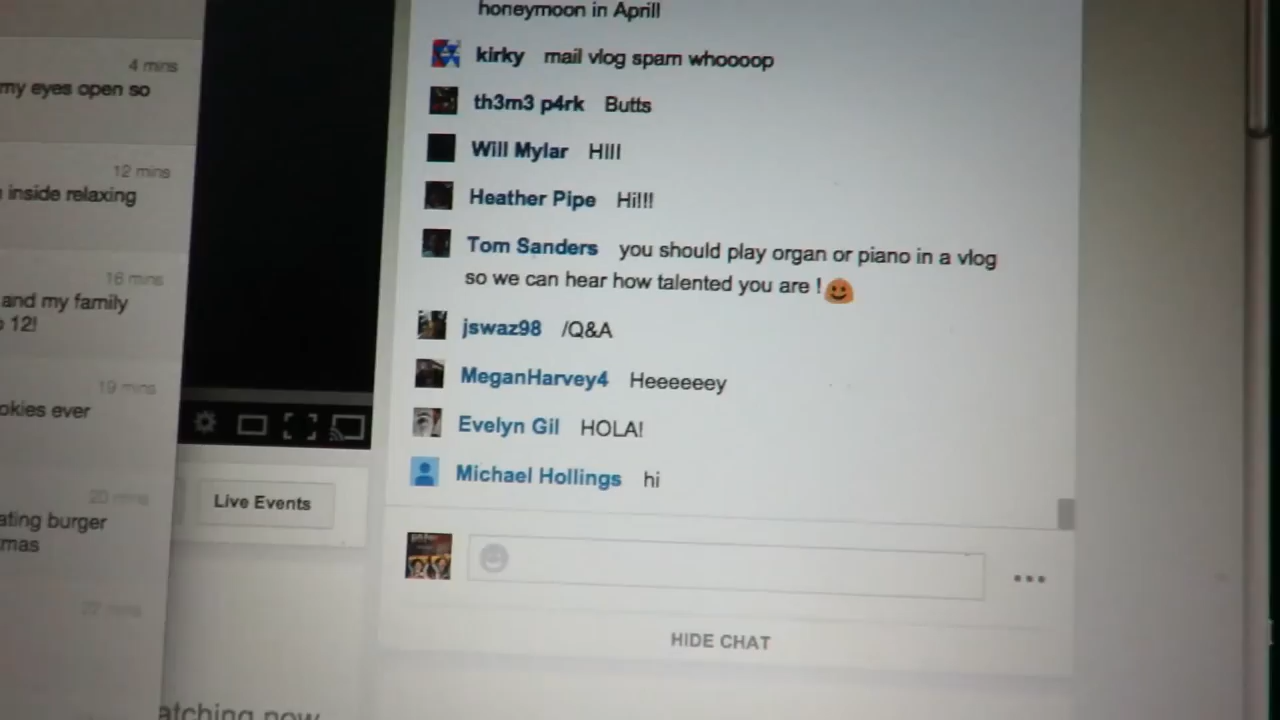 honeymoon in Aprill
kirky mail vlog spam whoooop
th3m3 p4rk Butts
Will Mylar HIII
Heather Pipe Hi!!!
Tom Sanders you should play organ or piano in a vlog
so we can hear how talented you are !
jswaz98 /Q&A
MeganHarvey4 Heeeeeey
Evelyn Gil HOLA!
Michael Hollings hi
HIDE CHAT
4 mins
my eyes open so
12 mins
inside relaxing
16 mins
and my family
12!
19 mins
okies ever
20 mins
ating burger
mas
27 mins
Live Events
atching now